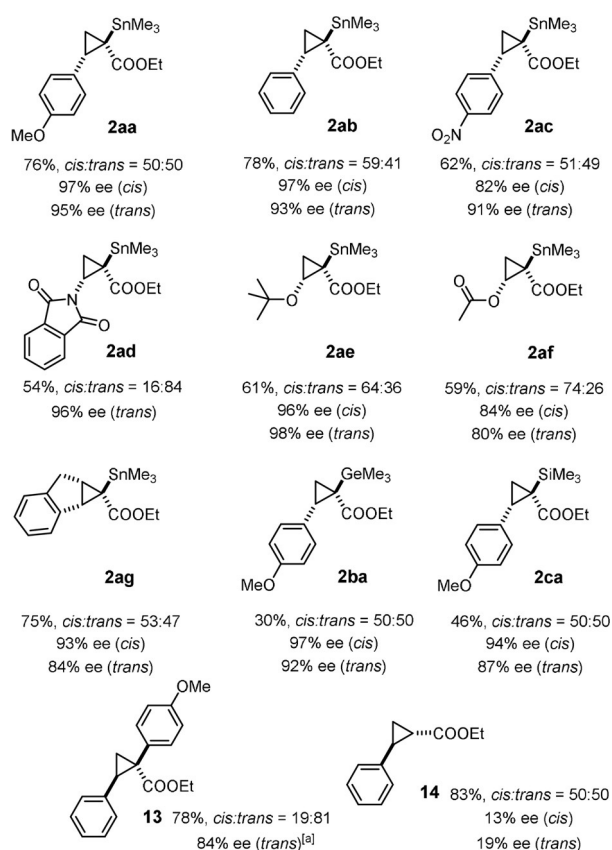 SnMe3 SnMe3 SnMe3
COOEt COOEt COOEt
MeO 2aa 2ab O2N 2ac
76%, cis:trans = 50:50 78%, cis:trans = 59:41 62%, cis:trans = 51:49
97% ee (cis) 97% ee (cis) 82% ee (cis)
95% ee (trans) 93% ee (trans) 91% ee (trans)
SnMe3 SnMe3 SnMe3
O N COOEt O COOEt O O COOEt
O 2ad 2ae 2af
54%, cis:trans = 16:84 61%, cis:trans = 64:36 59%, cis:trans = 74:26
96% ee (trans) 96% ee (cis) 84% ee (cis)
98% ee (trans) 80% ee (trans)
SnMe3 GeMe3 SiMe3
COOEt COOEt COOEt
2ag MeO 2ba MeO 2ca
75%, cis:trans = 53:47 30%, cis:trans = 50:50 46%, cis:trans = 50:50
93% ee (cis) 97% ee (cis) 94% ee (cis)
84% ee (trans) 92% ee (trans) 87% ee (trans)
OMe
COOEt COOEt
13 78%, cis:trans = 19:81 14 83%, cis:trans = 50:50
84% ee (trans)[a] 13% ee (cis)
19% ee (trans)